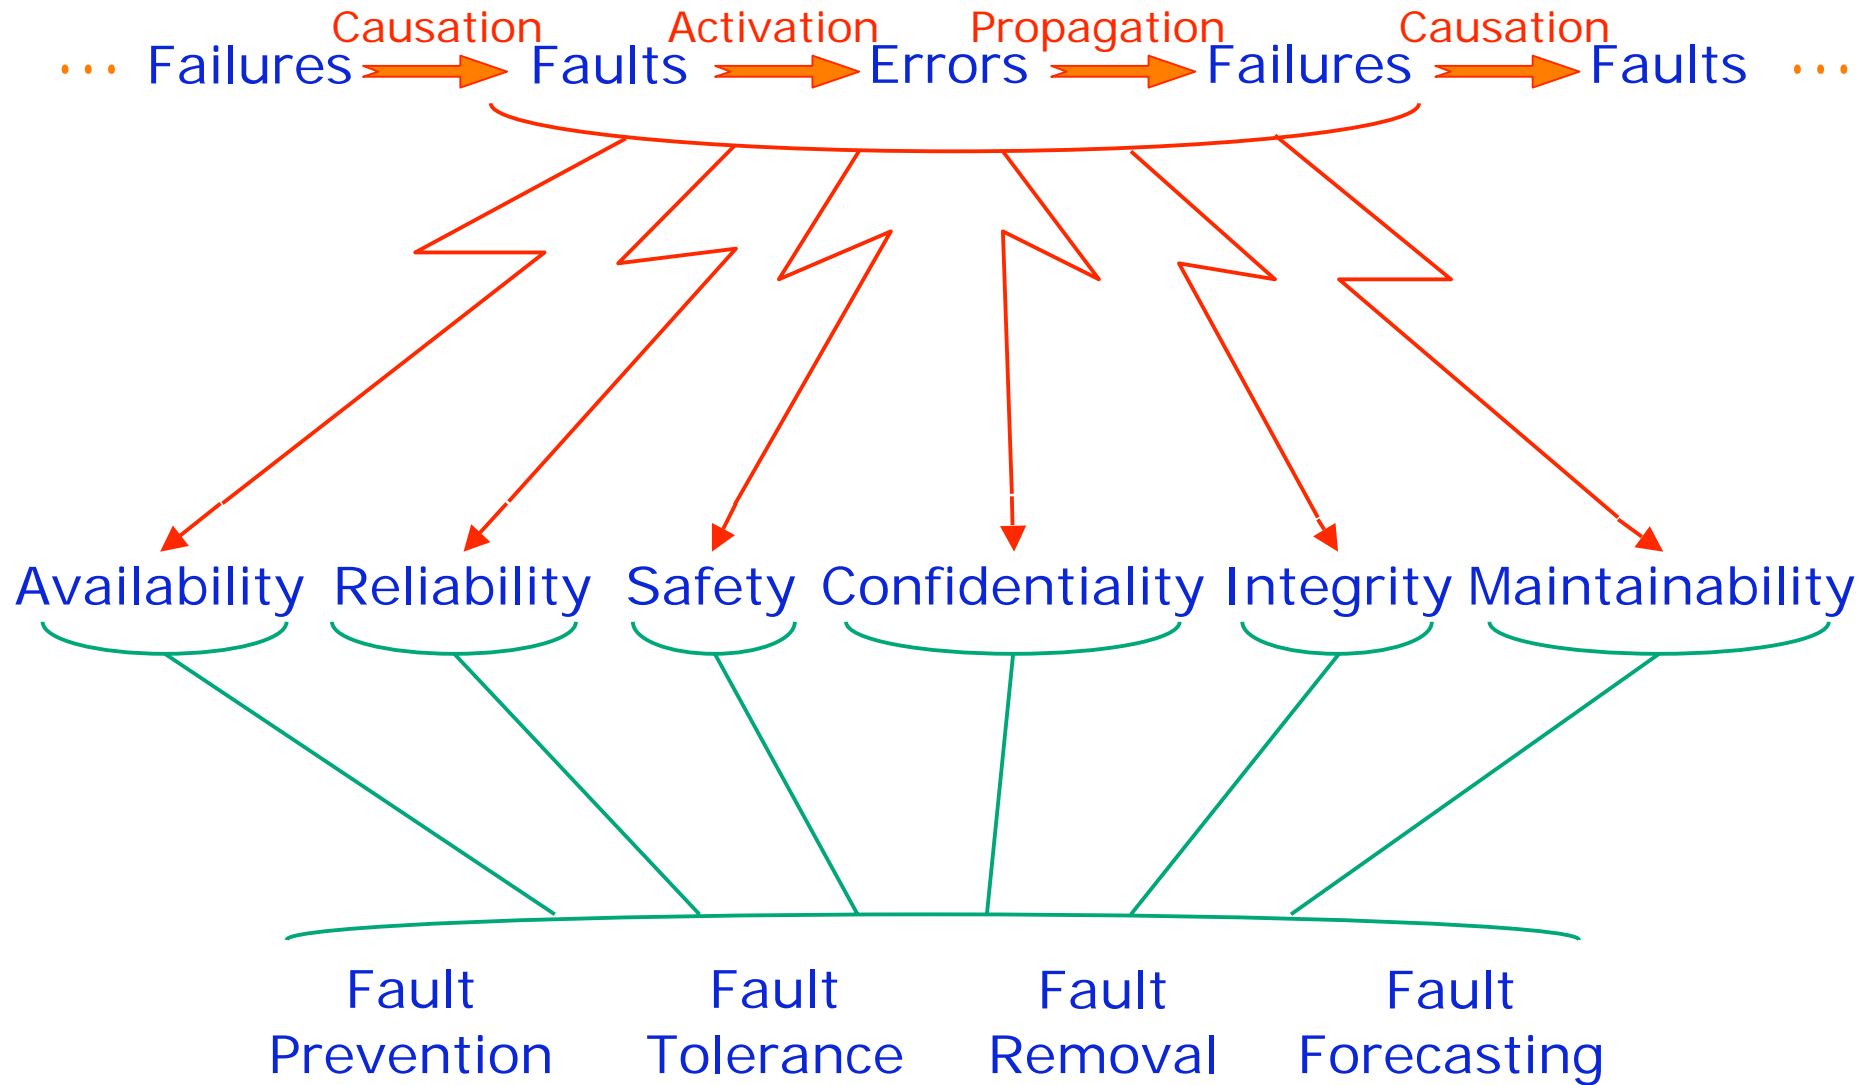 Causation Activation Propagation Causation
... Failures Faults Errors Failures Faults ...
Availability Reliability Safety Confidentiality Integrity Maintainability
Fault Fault Fault Fault
Prevention Tolerance Removal Forecasting